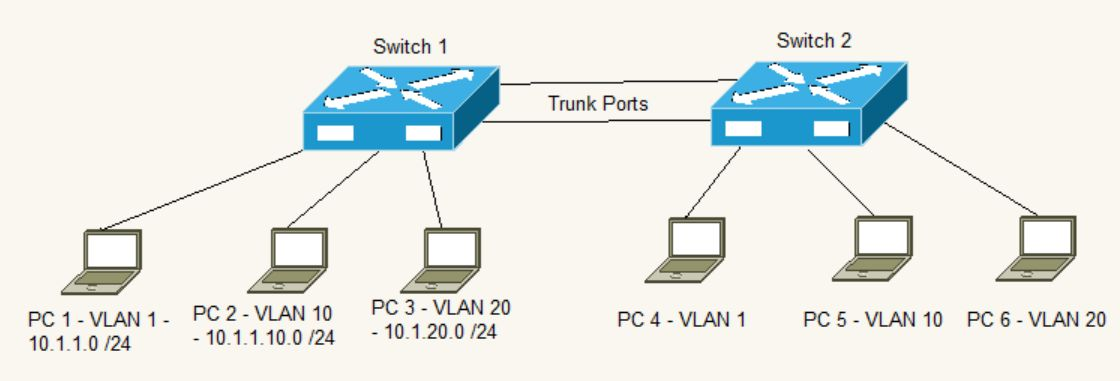 Switch 1
Switch 2
Trunk Ports
PC 1 - VLAN 1 -
10.1.1.0 /24
PC 2 - VLAN 10
- 10.1.1.10.0 /24
PC 3 - VLAN 20
- 10.1.20.0 /24
PC 4 - VLAN 1
PC 5 - VLAN 10
PC 6 - VLAN 20